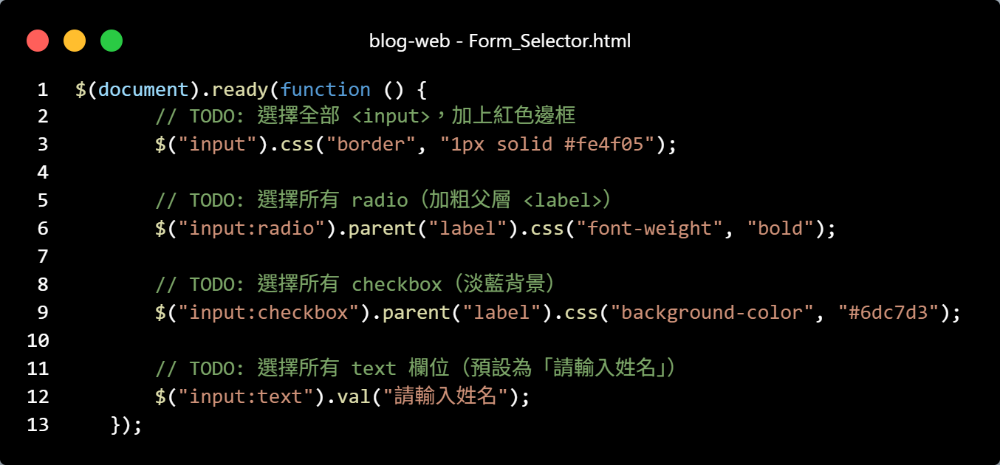 blog-web - Form_Selector.html
1 $(document).ready(function () {
2 // TODO: 選擇全部 <input>，加上紅色邊框
3 $("input").css("border", "1px solid #fe4f05");
4
5 // TODO: 選擇所有 radio（加粗父層 <label>）
6 $("input:radio").parent("label").css("font-weight", "bold");
7
8 // TODO: 選擇所有 checkbox（淡藍背景）
9 $("input:checkbox").parent("label").css("background-color", "#6dc7d3");
10
11 // TODO: 選擇所有 text 欄位（預設為「請輸入姓名」）
12 $("input:text").val("請輸入姓名");
13 });